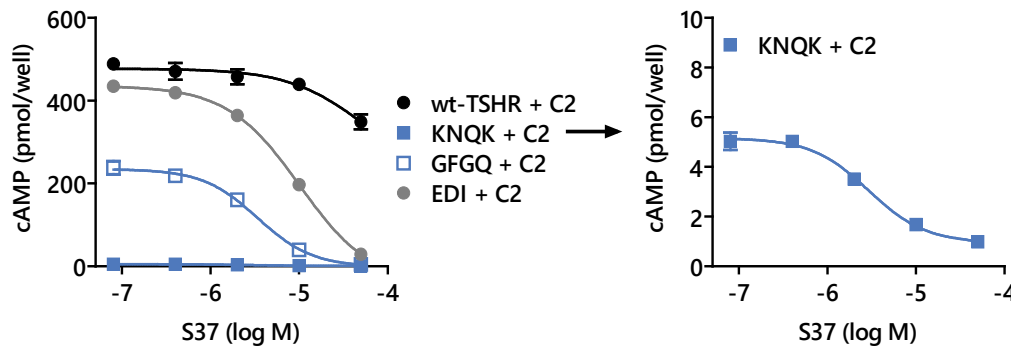 600
400
200
0
cAMP (pmol/well)
-7
-6
-5
-4
S37 (log M)
wt-TSHR + C2
KNQK + C2
GFGQ + C2
EDI + C2
10
8
6
4
2
0
cAMP (pmol/well)
KNQK + C2
-7
-6
-5
-4
S37 (log M)